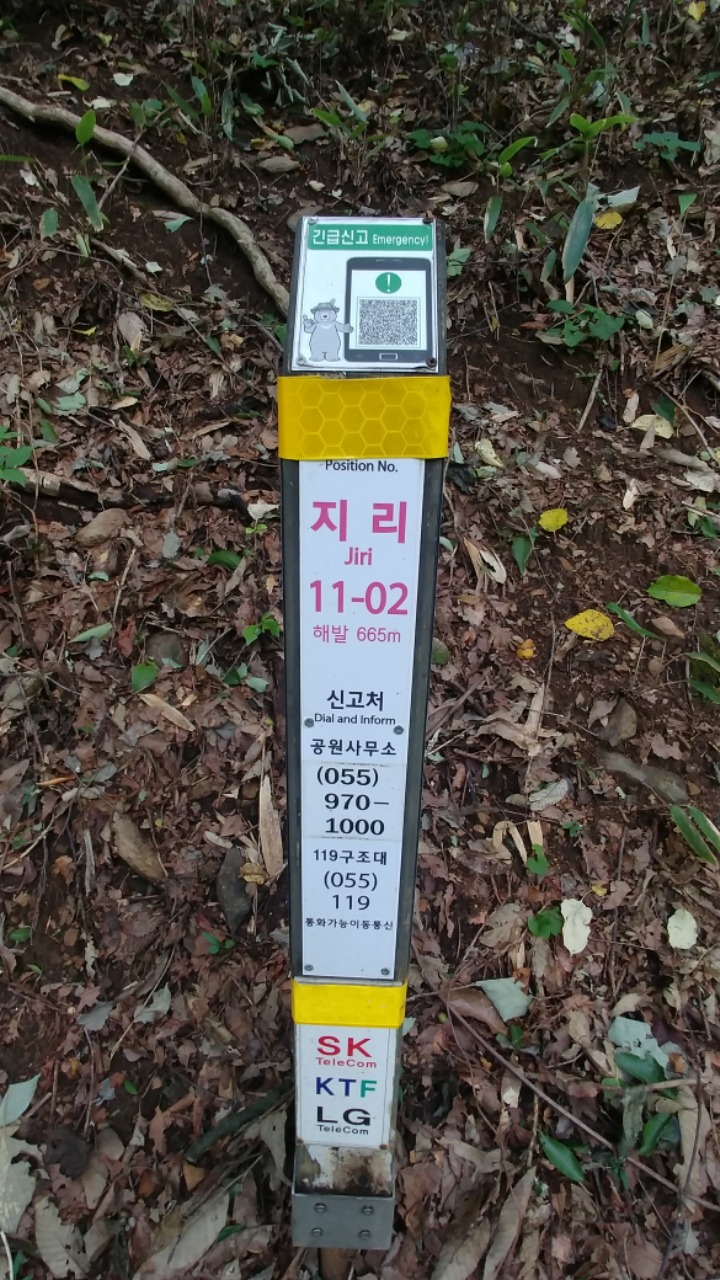 긴급신고 Emergency!
!
Position No.
지 리
Jiri
11-02
해발 665m
신고처
Dial and Inform
공원사무소
(055)
970-
1000
119구조대
(055)
119
통화가능이동통신
SK
TeleCom
KTF
LG
TeleCom